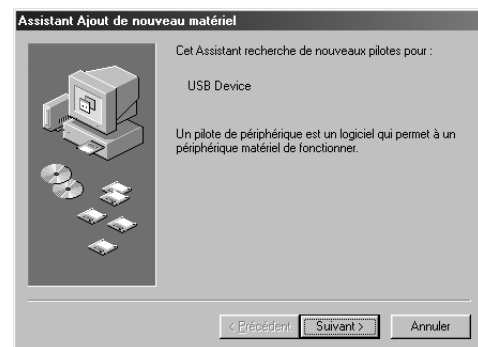 Assistant Ajout de nouveau matériel
Cet Assistant recherche de nouveaux pilotes pour :
USB Device
Un pilote de périphérique est un logiciel qui permet à un
périphérique matériel de fonctionner.
< Précédent Suivant > Annuler